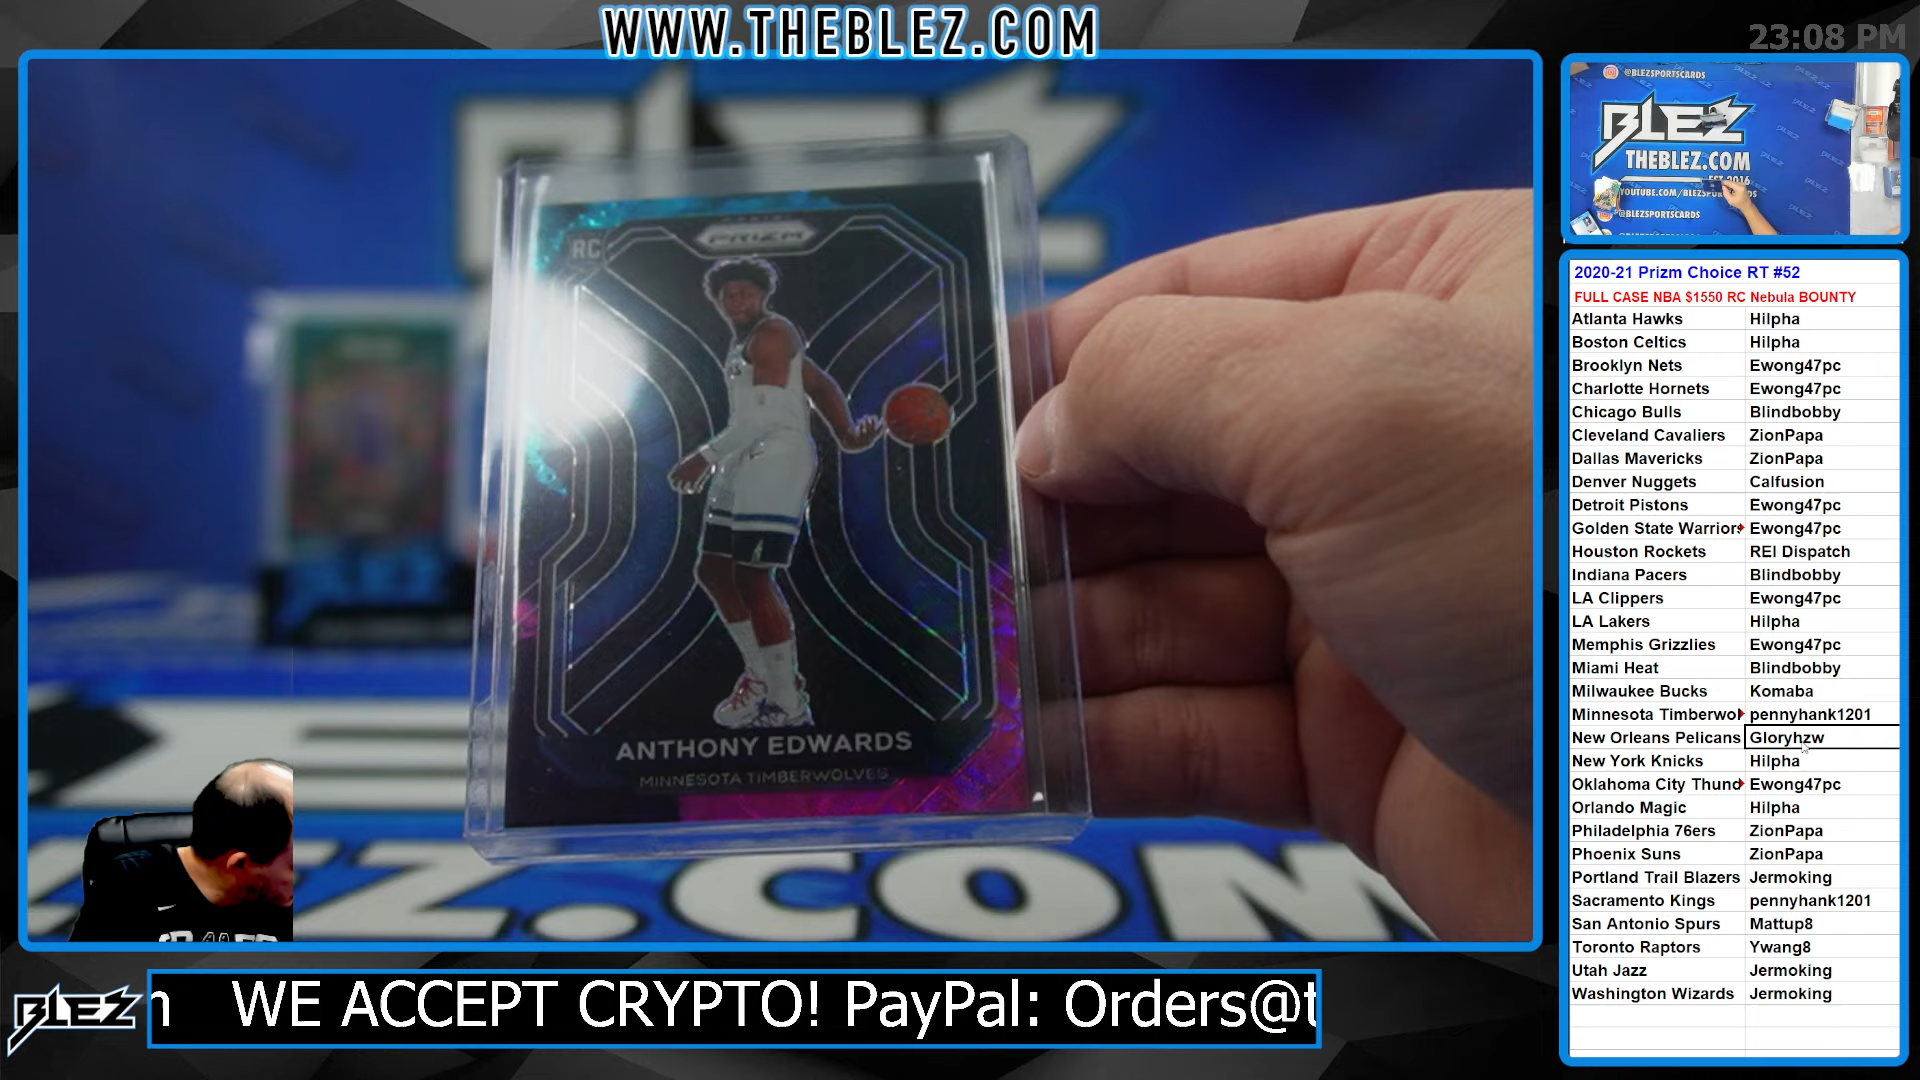 WWW.THEBLEZ.COM
23:08 PM
@BLEZSPORTSCARDS
BLEZ
THEBLEZ.COM
EST 2016
@BLEZSPORTSCARDS
PRIZM
RC
ANTHONY EDWARDS
MINNESOTA TIMBERWOLVES
Z.COM
2020-21 Prizm Choice RT #52
FULL CASE NBA $1550 RC Nebula BOUNTY
Atlanta Hawks Hilpha
Boston Celtics Hilpha
Brooklyn Nets Ewong47pc
Charlotte Hornets Ewong47pc
Chicago Bulls Blindbobby
Cleveland Cavaliers ZionPapa
Dallas Mavericks ZionPapa
Denver Nuggets Calfusion
Detroit Pistons Ewong47pc
Golden State Warriors Ewong47pc
Houston Rockets REI Dispatch
Indiana Pacers Blindbobby
LA Clippers Ewong47pc
LA Lakers Hilpha
Memphis Grizzlies Ewong47pc
Miami Heat Blindbobby
Milwaukee Bucks Komaba
Minnesota Timberwol pennyhank1201
New Orleans Pelicans Gloryhzw
New York Knicks Hilpha
Oklahoma City Thund Ewong47pc
Orlando Magic Hilpha
Philadelphia 76ers ZionPapa
Phoenix Suns ZionPapa
Portland Trail Blazers Jermoking
Sacramento Kings pennyhank1201
San Antonio Spurs Mattup8
Toronto Raptors Ywang8
Utah Jazz Jermoking
Washington Wizards Jermoking
BLEZ
WE ACCEPT CRYPTO! PayPal: Orders@t